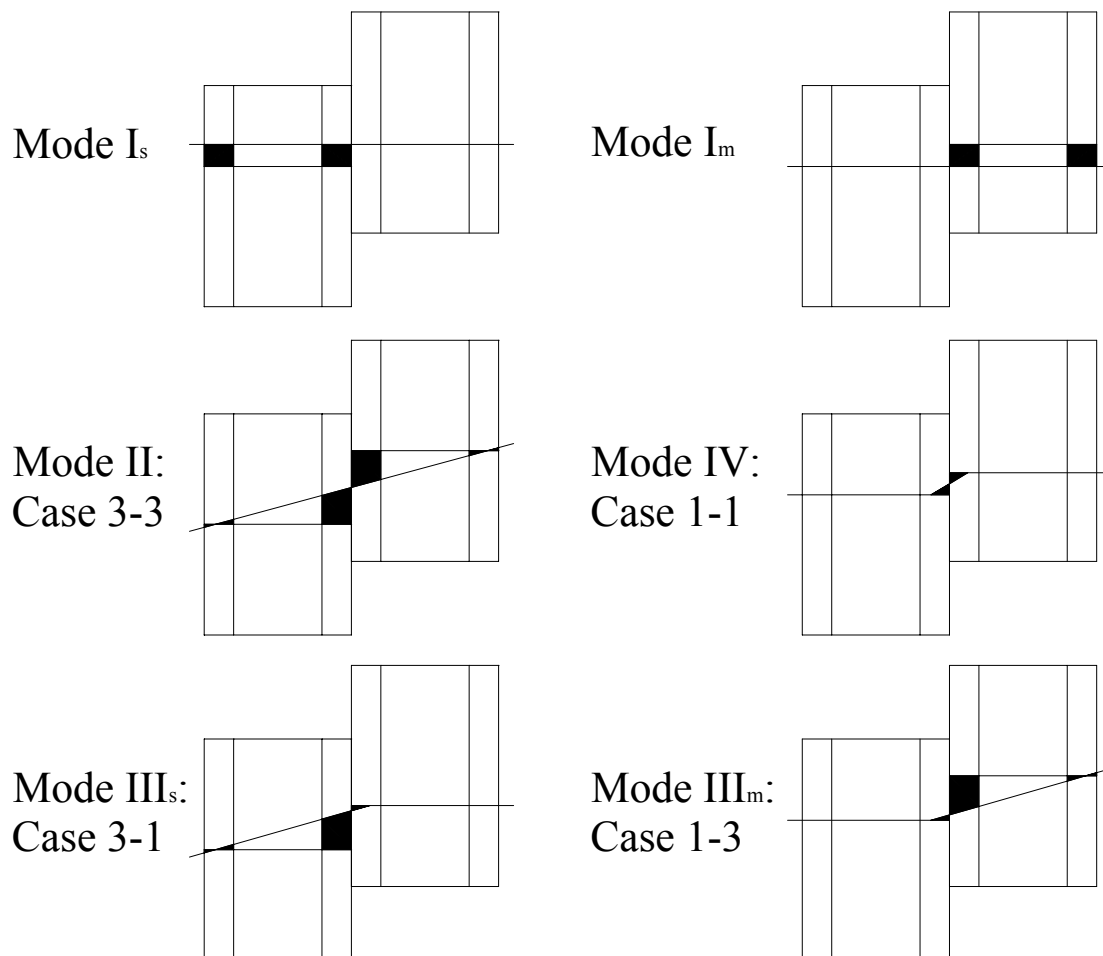 Mode Is
Mode Im
Mode II:
Case 3-3
Mode IV:
Case 1-1
Mode IIIs:
Case 3-1
Mode IIIm:
Case 1-3